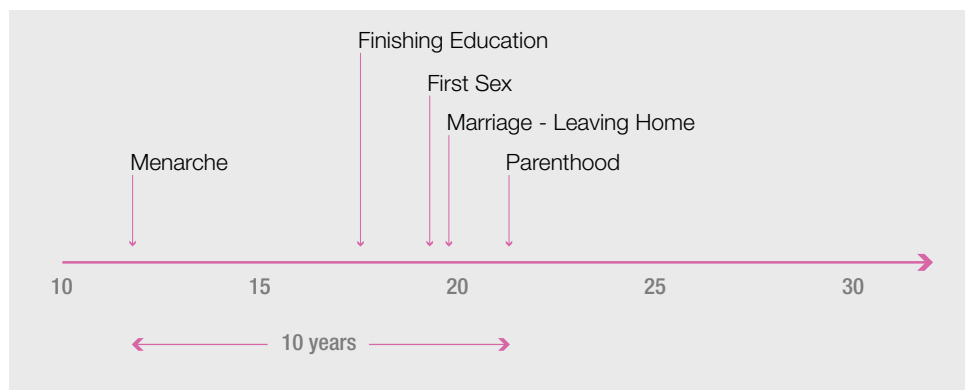 Finishing Education
First Sex
Marriage - Leaving Home
Menarche
Parenthood
10
15
20
25
30
10 years